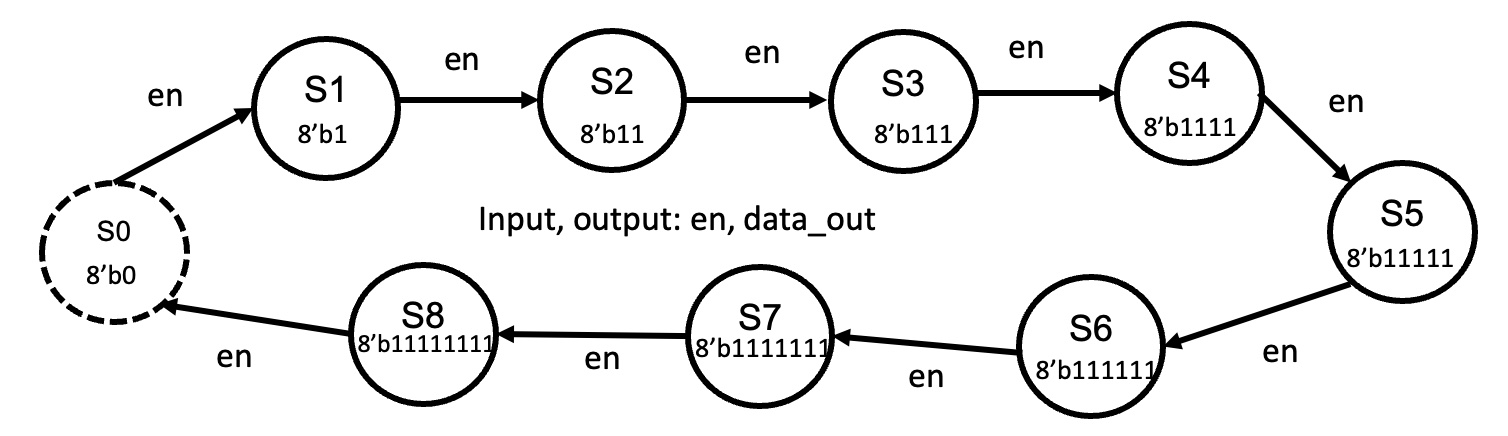 en
S1
8'b1
en
S2
8'b11
en
S3
8'b111
en
S4
8'b1111
en
S5
8'b11111
en
S6
8'b111111
en
S7
8'b1111111
en
S8
8'b11111111
en
S0
8'b0
Input, output: en, data_out